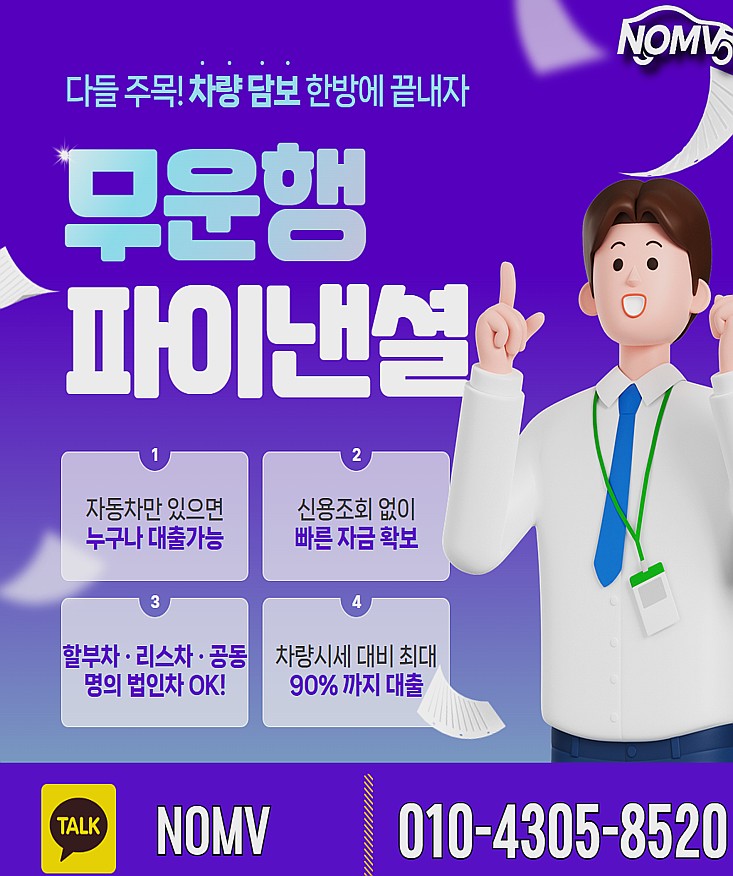 NOMV5
다들 주목! 차량 담보 한방에 끝내자
무운행
파이낸셜
1
자동차만 있으면
누구나 대출가능
2
신용조회 없이
빠른 자금 확보
3
할부차 · 리스차 · 공동
명의 법인차 OK!
4
차량시세 대비 최대
90% 까지 대출
TALK
NOMV
010-4305-8520